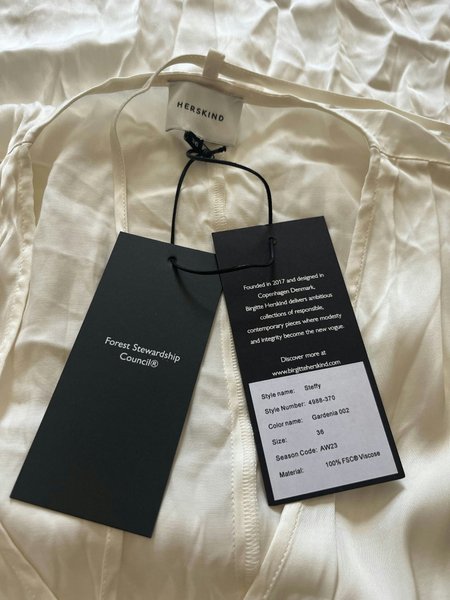 HERSKIND
Forest Stewardship
Council®
Founded in 2017 and designed in
Copenhagen Denmark,
Birgitte Herskind delivers ambitious
collections of responsible,
contemporary pieces where modesty
and integrity become the new vogue.
Discover more at
www.birgitteherskind.com
Style name: Steffy
Style Number: 4988-370
Color name: Gardenia 002
Size: 36
Season Code: AW23
Material: 100% FSC® Viscose